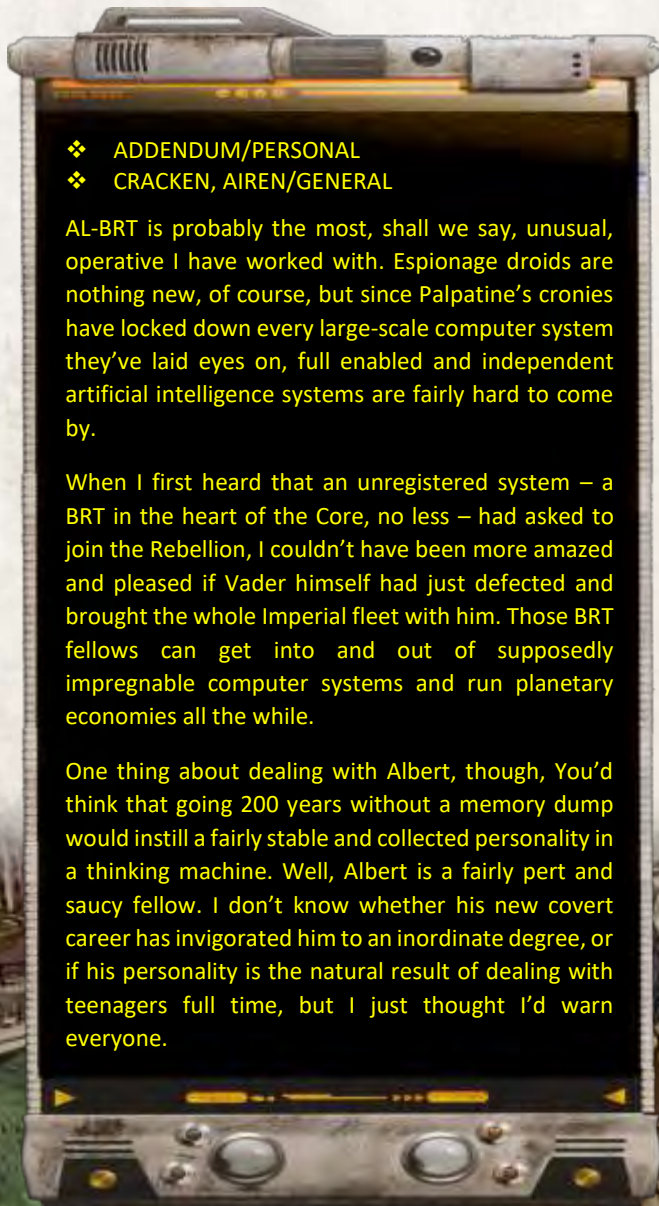 ❖ ADDENDUM/PERSONAL
❖ CRACKEN, AIREN/GENERAL
AL-BRT is probably the most, shall we say, unusual,
operative I have worked with. Espionage droids are
nothing new, of course, but since Palpatine’s cronies
have locked down every large-scale computer system
they’ve laid eyes on, full enabled and independent
artificial intelligence systems are fairly hard to come
by.
When I first heard that an unregistered system – a
BRT in the heart of the Core, no less – had asked to
join the Rebellion, I couldn’t have been more amazed
and pleased if Vader himself had just defected and
brought the whole Imperial fleet with him. Those BRT
fellows can get into and out of supposedly
impregnable computer systems and run planetary
economies all the while.
One thing about dealing with Albert, though, You’d
think that going 200 years without a memory dump
would instill a fairly stable and collected personality in
a thinking machine. Well, Albert is a fairly pert and
saucy fellow. I don’t know whether his new covert
career has invigorated him to an inordinate degree, or
if his personality is the natural result of dealing with
teenagers full time, but I just thought I’d warn
everyone.